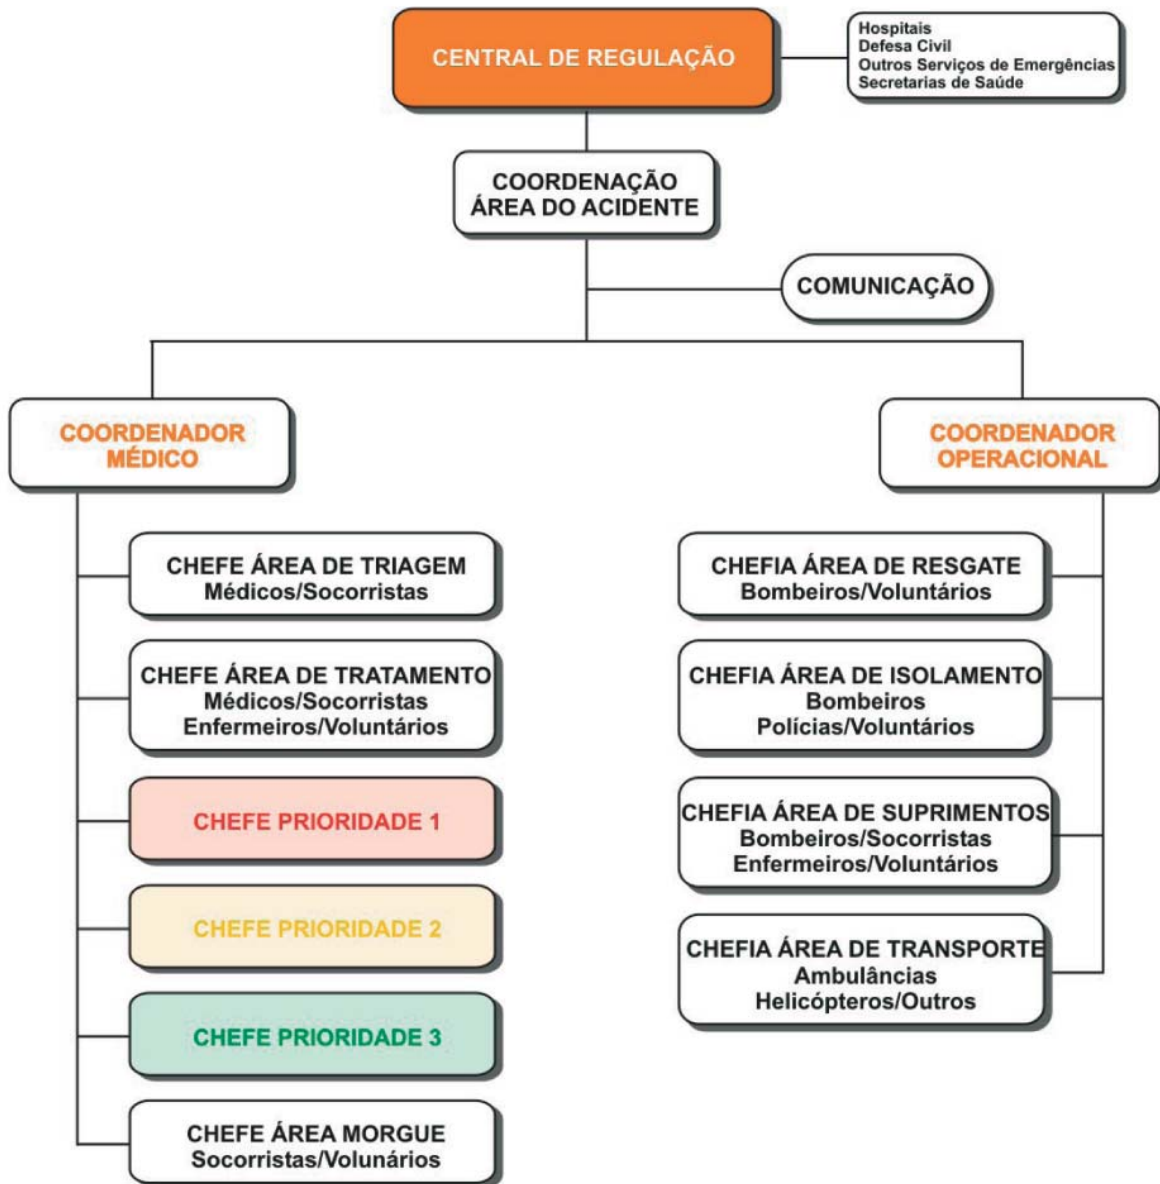 CENTRAL DE REGULAÇÃO
Hospitais
Defesa Civil
Outros Serviços de Emergências
Secretarias de Saúde
COORDENAÇÃO
ÁREA DO ACIDENTE
COMUNICAÇÃO
COORDENADOR
MÉDICO
CHEFE ÁREA DE TRIAGEM
Médicos/Socorristas
CHEFE ÁREA DE TRATAMENTO
Médicos/Socorristas
Enfermeiros/Voluntários
CHEFE PRIORIDADE 1
CHEFE PRIORIDADE 2
CHEFE PRIORIDADE 3
CHEFE ÁREA MORGUE
Socorristas/Volunários
COORDENADOR
OPERACIONAL
CHEFIA ÁREA DE RESGATE
Bombeiros/Voluntários
CHEFIA ÁREA DE ISOLAMENTO
Bombeiros
Polícias/Voluntários
CHEFIA ÁREA DE SUPRIMENTOS
Bombeiros/Socorristas
Enfermeiros/Voluntários
CHEFIA ÁREA DE TRANSPORTE
Ambulâncias
Helicópteros/Outros